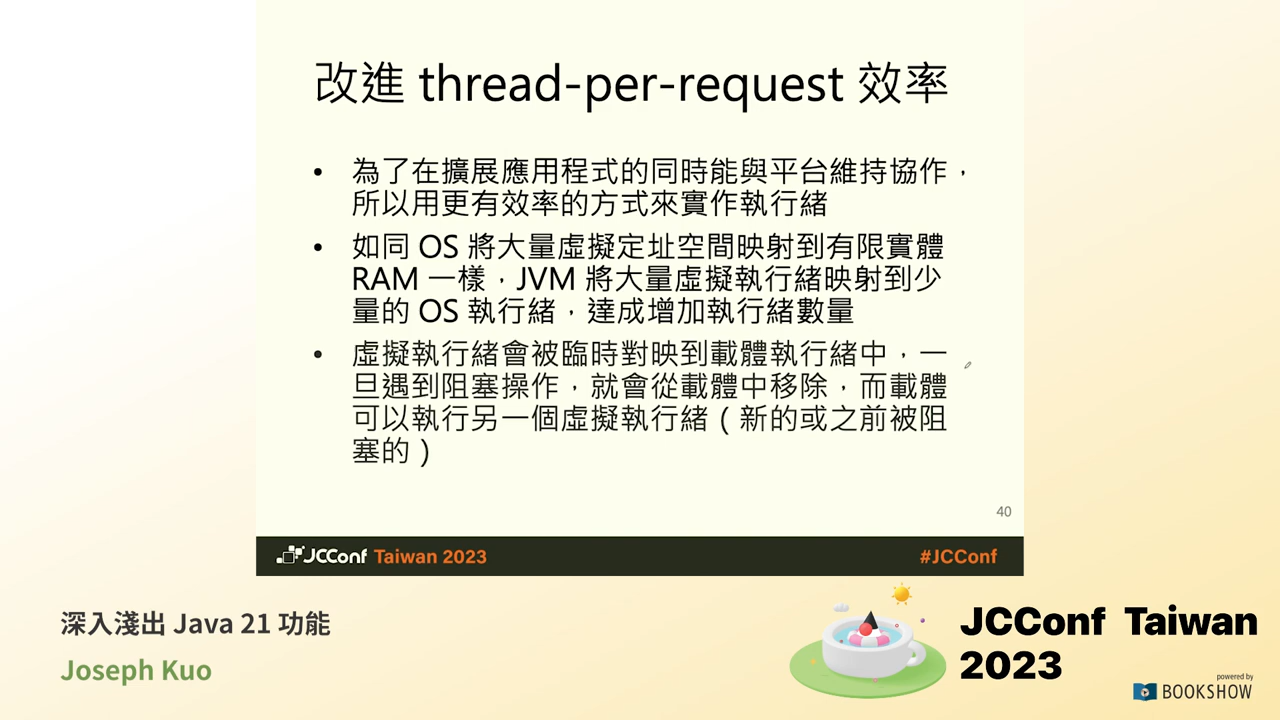 改進 thread-per-request 效率
• 為了在擴展應用程式的同時能與平台維持協作，
所以用更有效率的方式來實作執行緒
• 如同 OS 將大量虛擬定址空間映射到有限實體
RAM 一樣，JVM 將大量虛擬執行緒映射到少
量的 OS 執行緒，達成增加執行緒數量
• 虛擬執行緒會被臨時對映到載體執行緒中，一
旦遇到阻塞操作，就會從載體中移除，而載體
可以執行另一個虛擬執行緒（新的或之前被阻
塞的）
40
JCConf Taiwan 2023
#JCConf
深入淺出 Java 21 功能
Joseph Kuo
JCConf Taiwan
2023
powered by
BOOKSHOW